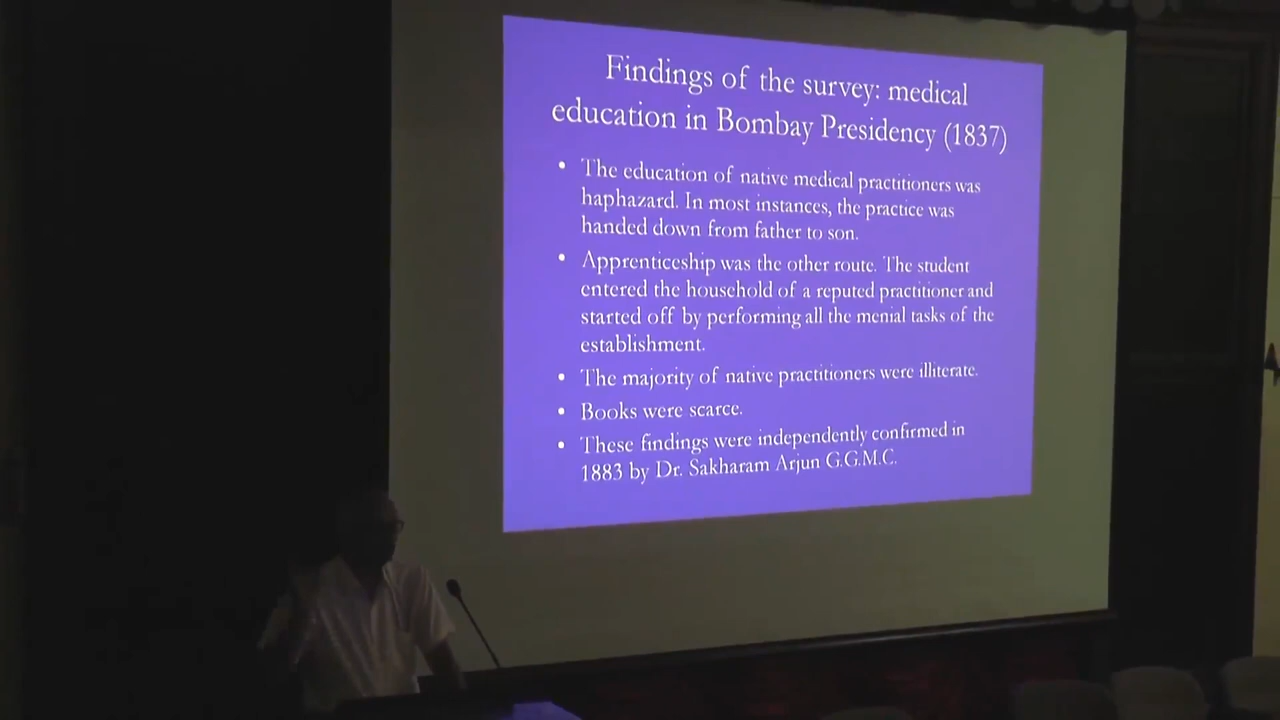 Findings of the survey: medical
education in Bombay Presidency (1837)
• The education of native medical practitioners was
haphazard. In most instances, the practice was
handed down from father to son.
• Apprenticeship was the other route. The student
entered the household of a reputed practitioner and
started off by performing all the menial tasks of the
establishment.
• The majority of native practitioners were illiterate.
• Books were scarce.
• These findings were independently confirmed in
1883 by Dr. Sakharam Arjun G.G.M.C.